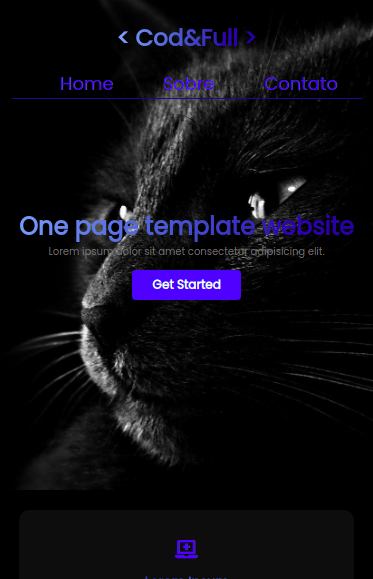 < Cod&Full >
Home Sobre Contato
One page template website
Lorem ipsum dolor sit amet consectetur adipisicing elit.
Get Started